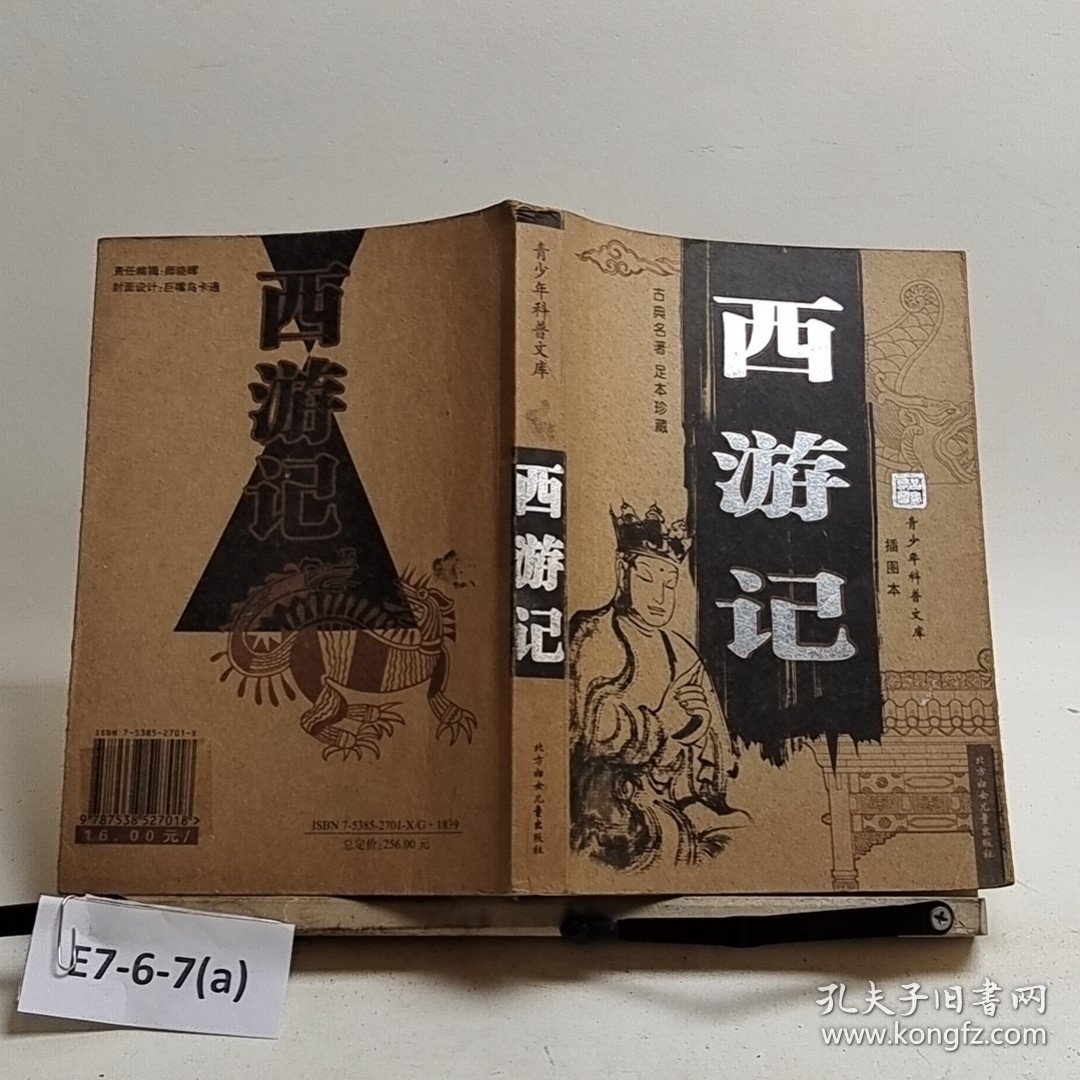 责任编辑:师晓晖
封面设计:巨嘴鸟卡通
西游记
ISBN 7-5385-2701-X
9 787538 527018 >
16.00元/
ISBN 7-5385-2701-X/G·1839
总定价:256.00元
青少年科普文库
西游记
北方妇女儿童出版社
古典名著 足本珍藏
西游记
青少年科普文库
插图本
北方妇女儿童出版社
E7-6-7(a)
孔夫子旧書网
www.kongfz.com